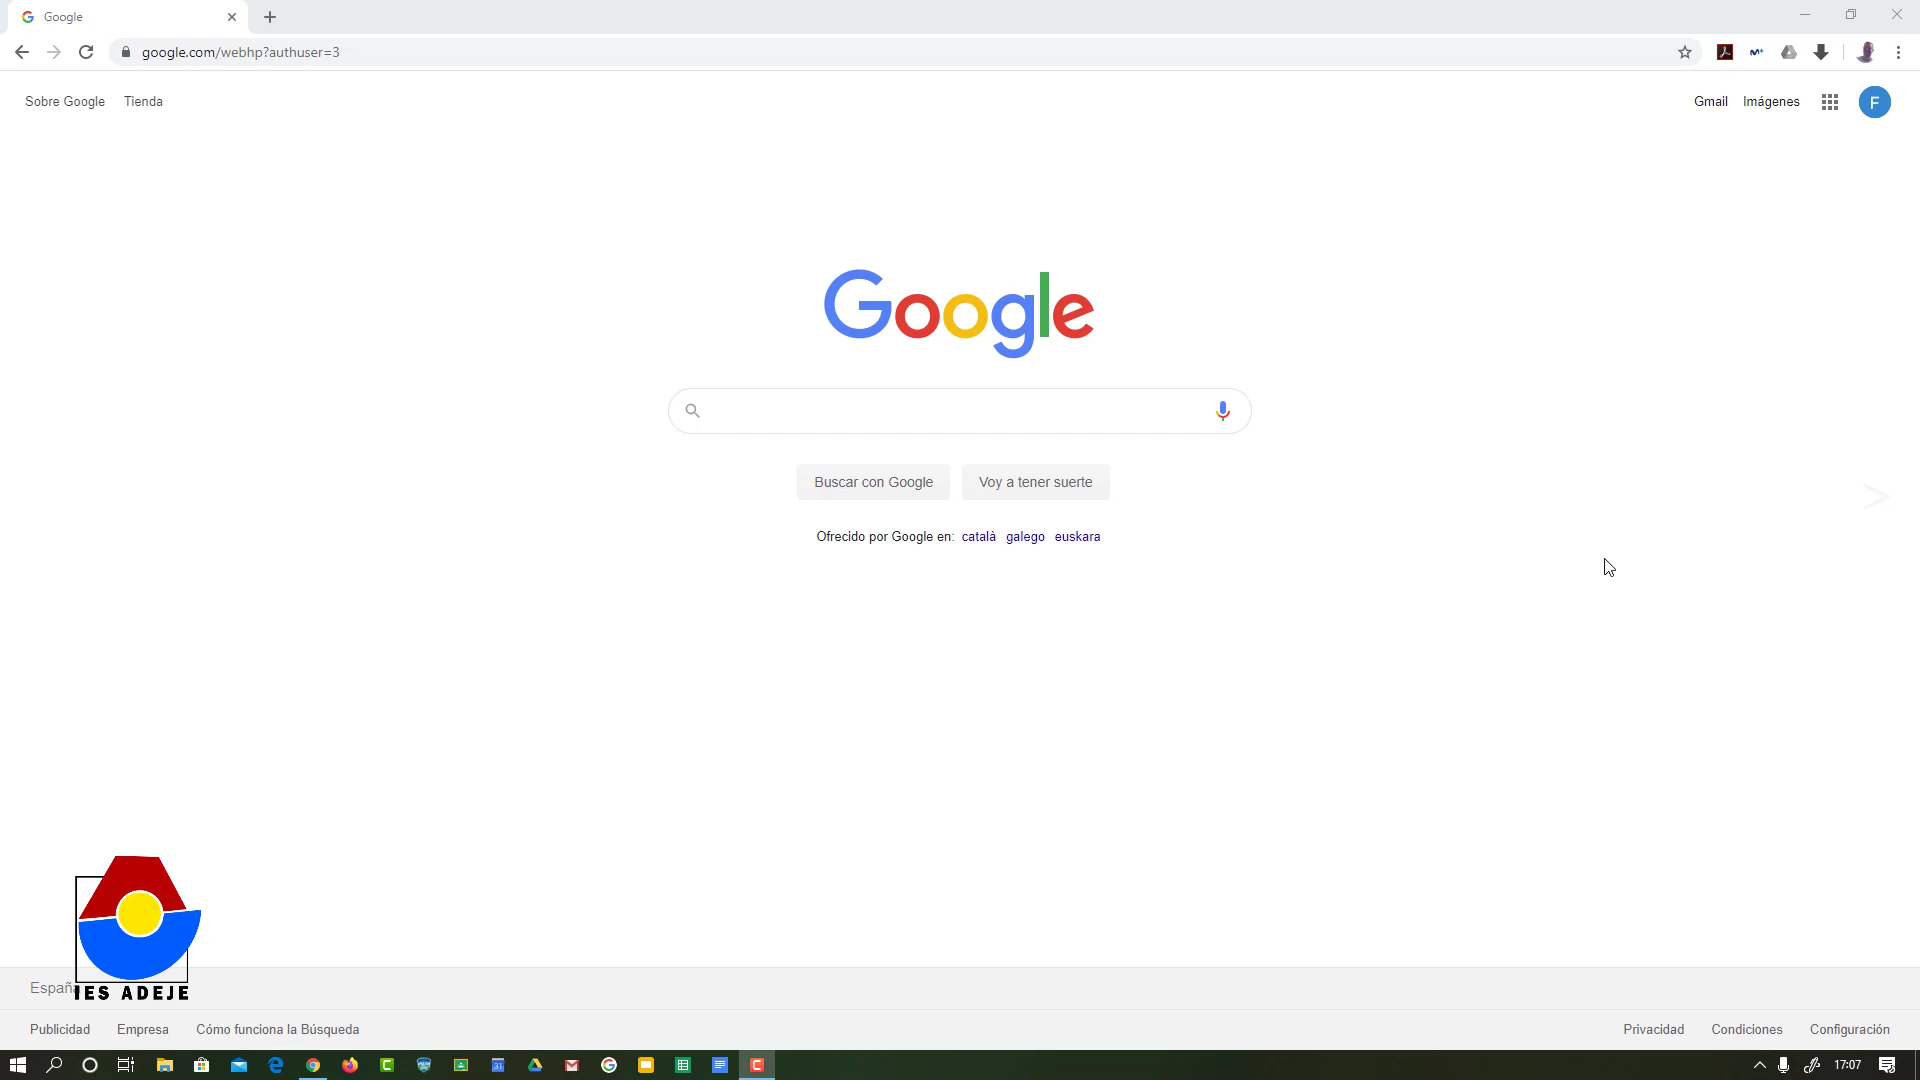 Google
google.com/webhp?authuser=3
Sobre Google Tienda
Gmail Imágenes F
Google
Buscar con Google Voy a tener suerte
Ofrecido por Google en: català galego euskara
España
IES ADEJE
Publicidad Empresa Cómo funciona la Búsqueda
Privacidad Condiciones Configuración
17:07